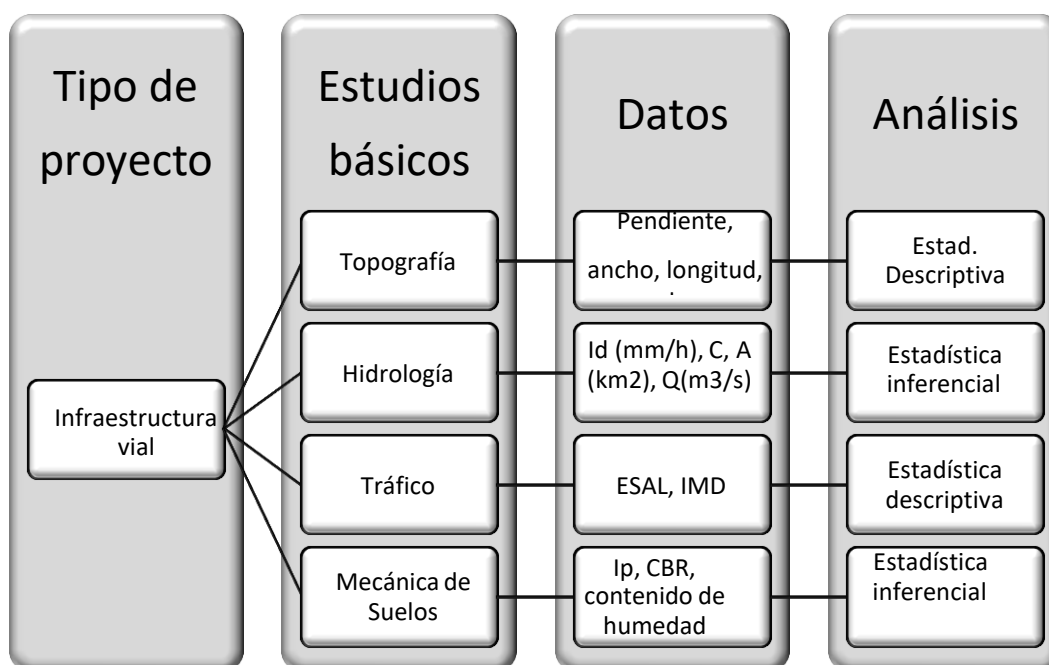 Tipo de
proyecto
Estudios
básicos
Datos
Análisis
Infraestructura
vial
Topografía
Pendiente,
ancho, longitud,
Estad.
Descriptiva
Hidrología
Id (mm/h), C, A
(km2), Q(m3/s)
Estadística
inferencial
Tráfico
ESAL, IMD
Estadística
descriptiva
Mecánica de
Suelos
Ip, CBR,
contenido de
humedad
Estadística
inferencial